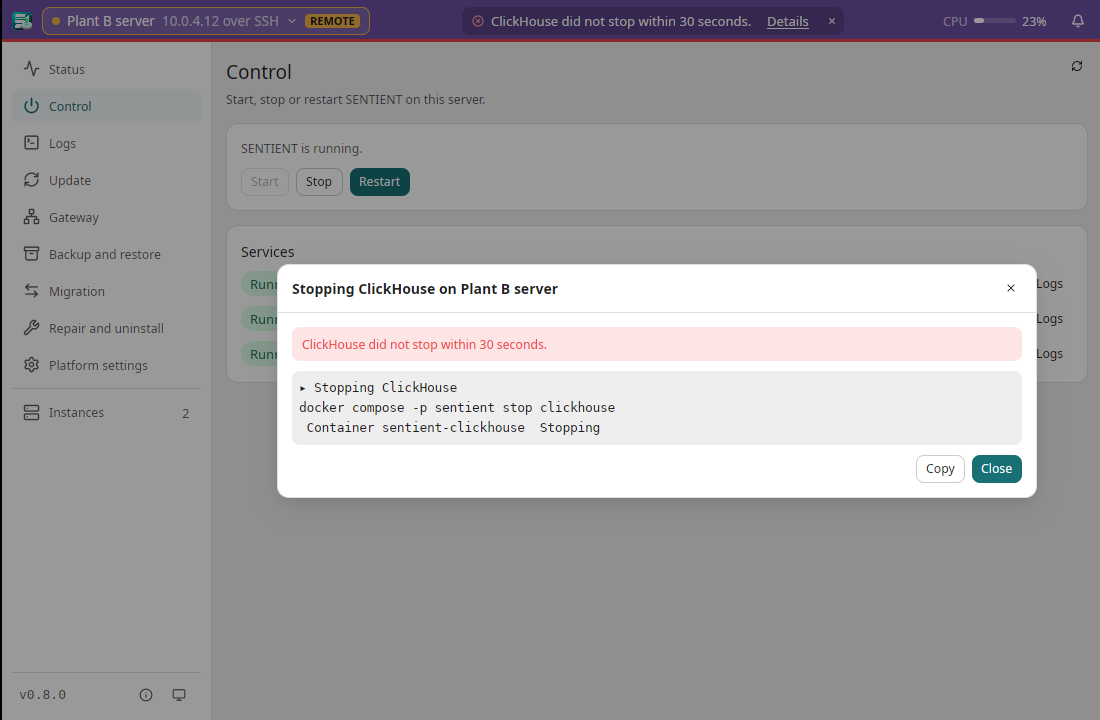 Plant B server 10.0.4.12 over SSH REMOTE
ClickHouse did not stop within 30 seconds. Details ×
CPU 23%
Status
Control
Logs
Update
Gateway
Backup and restore
Migration
Repair and uninstall
Platform settings
Instances 2
v0.8.0
Control
Start, stop or restart SENTIENT on this server.
SENTIENT is running.
Start Stop Restart
Services
Logs
Logs
Logs
Stopping ClickHouse on Plant B server ×
ClickHouse did not stop within 30 seconds.
▸ Stopping ClickHouse
docker compose -p sentient stop clickhouse
Container sentient-clickhouse  Stopping
Copy Close